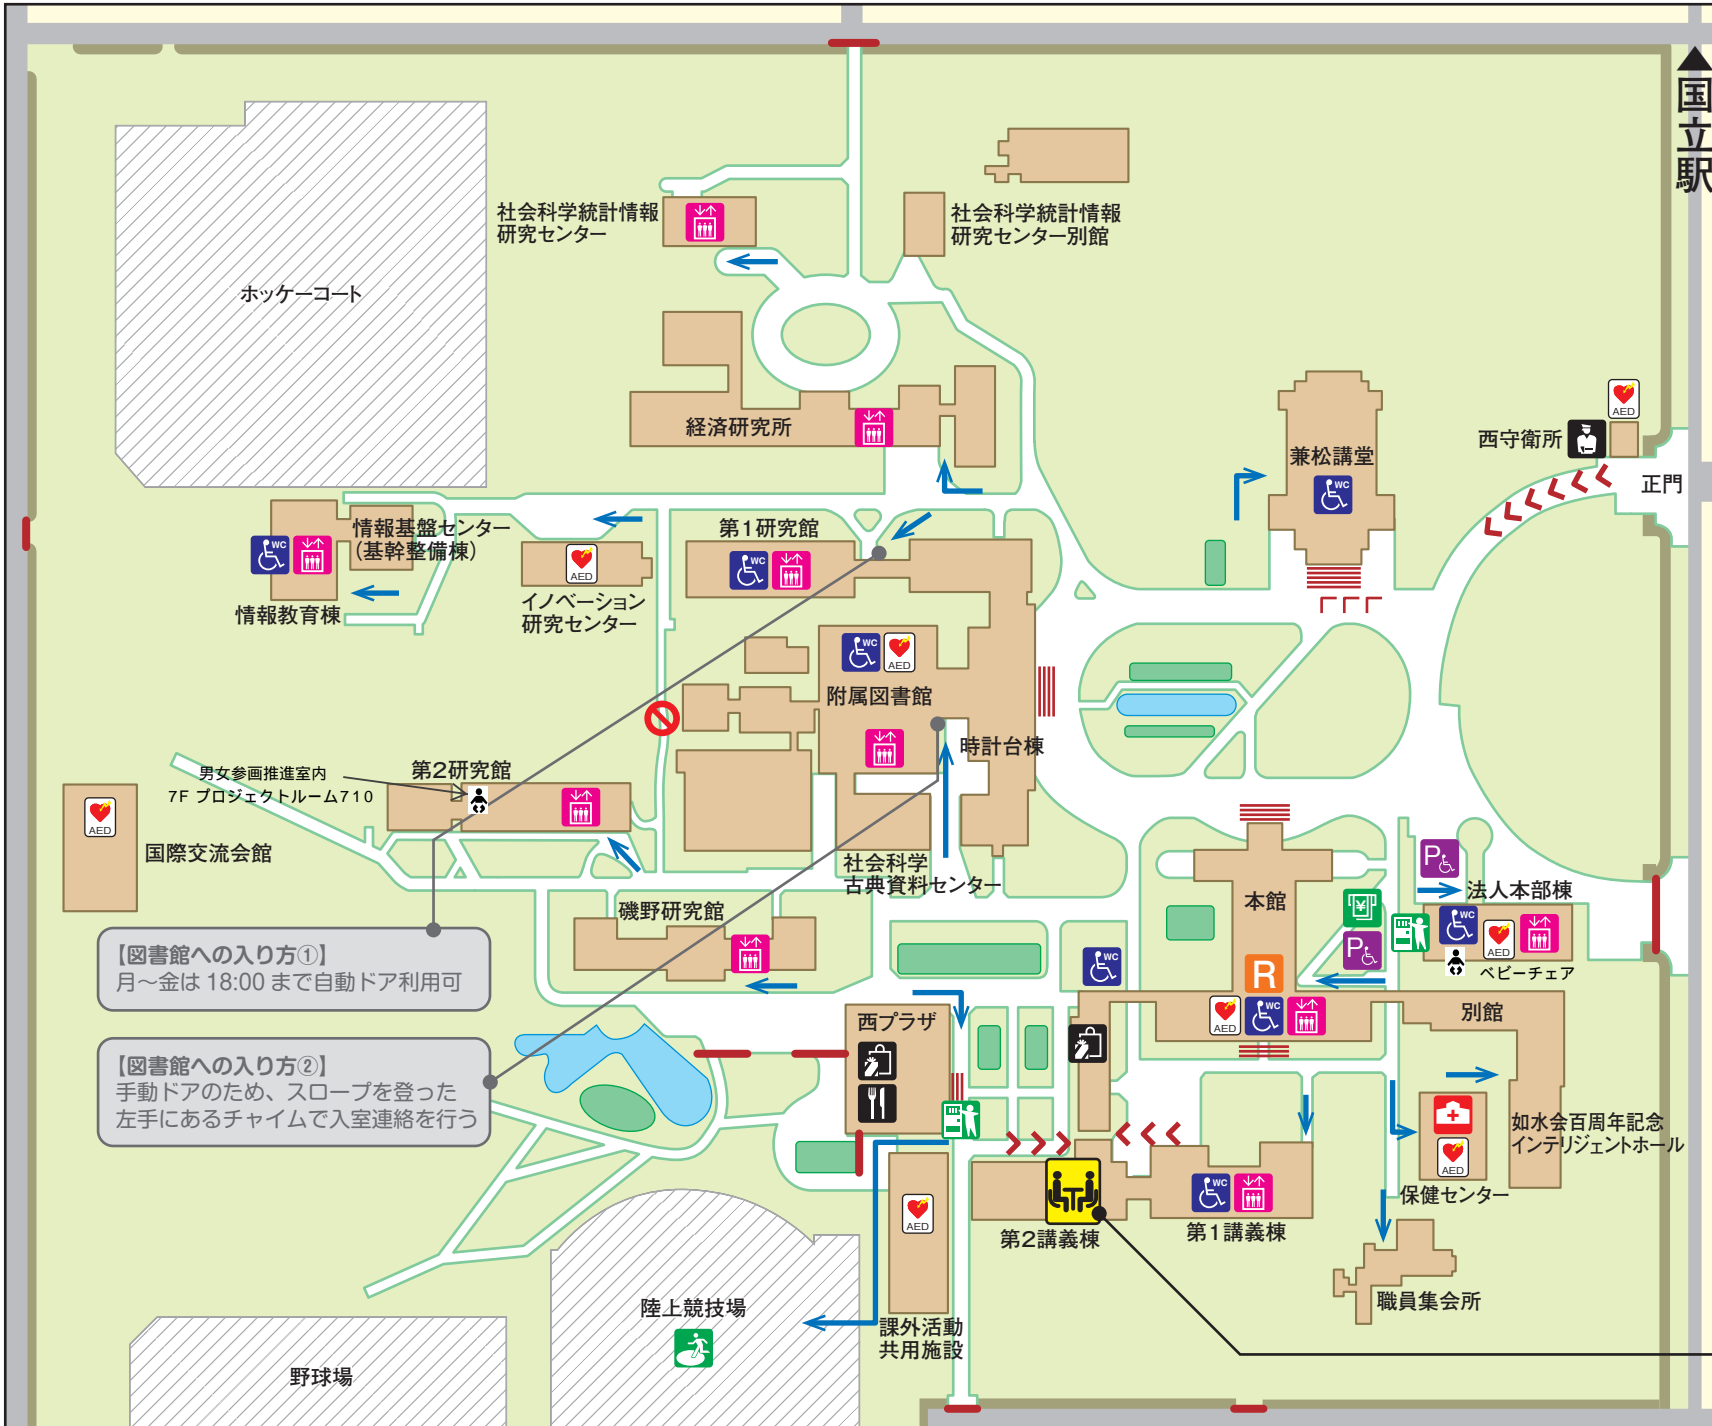 ▲国立駅
社会科学統計情報
研究センター
社会科学統計情報
研究センター別館
ホッケーコート
経済研究所
兼松講堂
WC
AED
西守衛所
正門
情報基盤センター
(基幹整備棟)
WC
情報教育棟
AED
イノベーション
研究センター
第1研究館
WC
WC
AED
附属図書館
時計台棟
男女参画推進室内
7F プロジェクトルーム710
第2研究館
AED
国際交流会館
社会科学
古典資料センター
磯野研究館
本館
¥
P
P
法人本部棟
WC
AED
ベビーチェア
WC
R
AED
WC
別館
【図書館への入り方①】
月〜金は 18:00 まで自動ドア利用可
【図書館への入り方②】
手動ドアのため、スロープを登った
左手にあるチャイムで入室連絡を行う
西プラザ
如水会百周年記念
インテリジェントホール
AED
保健センター
AED
WC
第2講義棟
第1講義棟
職員集会所
陸上競技場
課外活動
共用施設
野球場